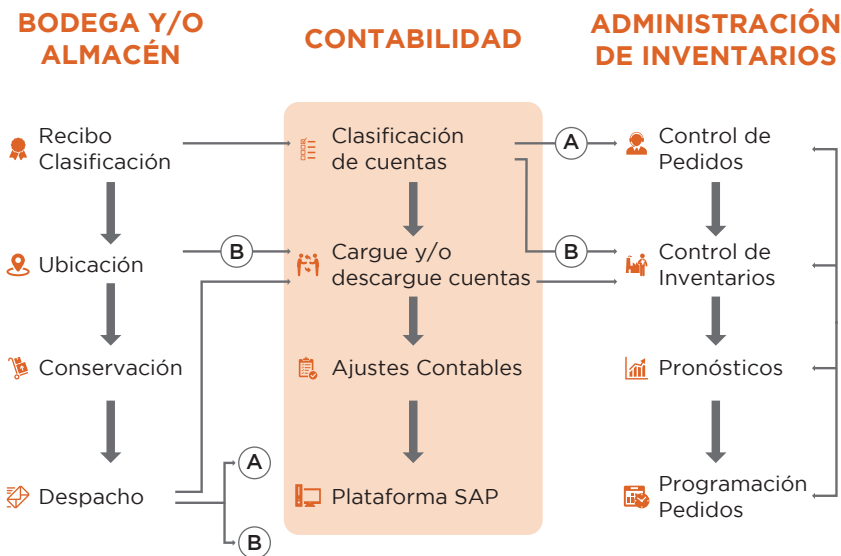 BODEGA Y/O
ALMACÉN
CONTABILIDAD
ADMINISTRACIÓN
DE INVENTARIOS
Recibo
Clasificación
Clasificación
de cuentas
A
Control de
Pedidos
Ubicación
B
Cargue y/o
descargue cuentas
B
Control de
Inventarios
Conservación
Ajustes Contables
Pronósticos
Despacho
A
B
Plataforma SAP
Programación
Pedidos